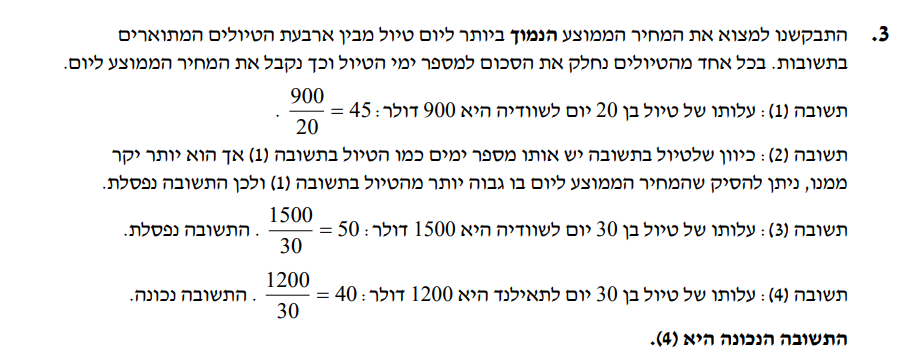 3. התבקשנו למצוא את המחיר הממוצע הנמוך ביותר ליום טיול מבין ארבעת הטיולים המתוארים
בתשובות. בכל אחד מהטיולים נחלק את הסכום למספר ימי הטיול וכך נקבל את המחיר הממוצע ליום.
תשובה (1): עלותו של טיול בן 20 יום לשוודיה היא 900 דולר: 900/20 = 45 .
תשובה (2): כיוון שלטיול בתשובה יש אותו מספר ימים כמו הטיול בתשובה (1) אך הוא יותר יקר
ממנו, ניתן להסיק שהמחיר הממוצע ליום בו גבוה יותר מהטיול בתשובה (1) ולכן התשובה נפסלת.
תשובה (3): עלותו של טיול בן 30 יום לשוודיה היא 1500 דולר: 1500/30 = 50 . התשובה נפסלת.
תשובה (4): עלותו של טיול בן 30 יום לתאילנד היא 1200 דולר: 1200/30 = 40 . התשובה נכונה.
התשובה הנכונה היא (4).